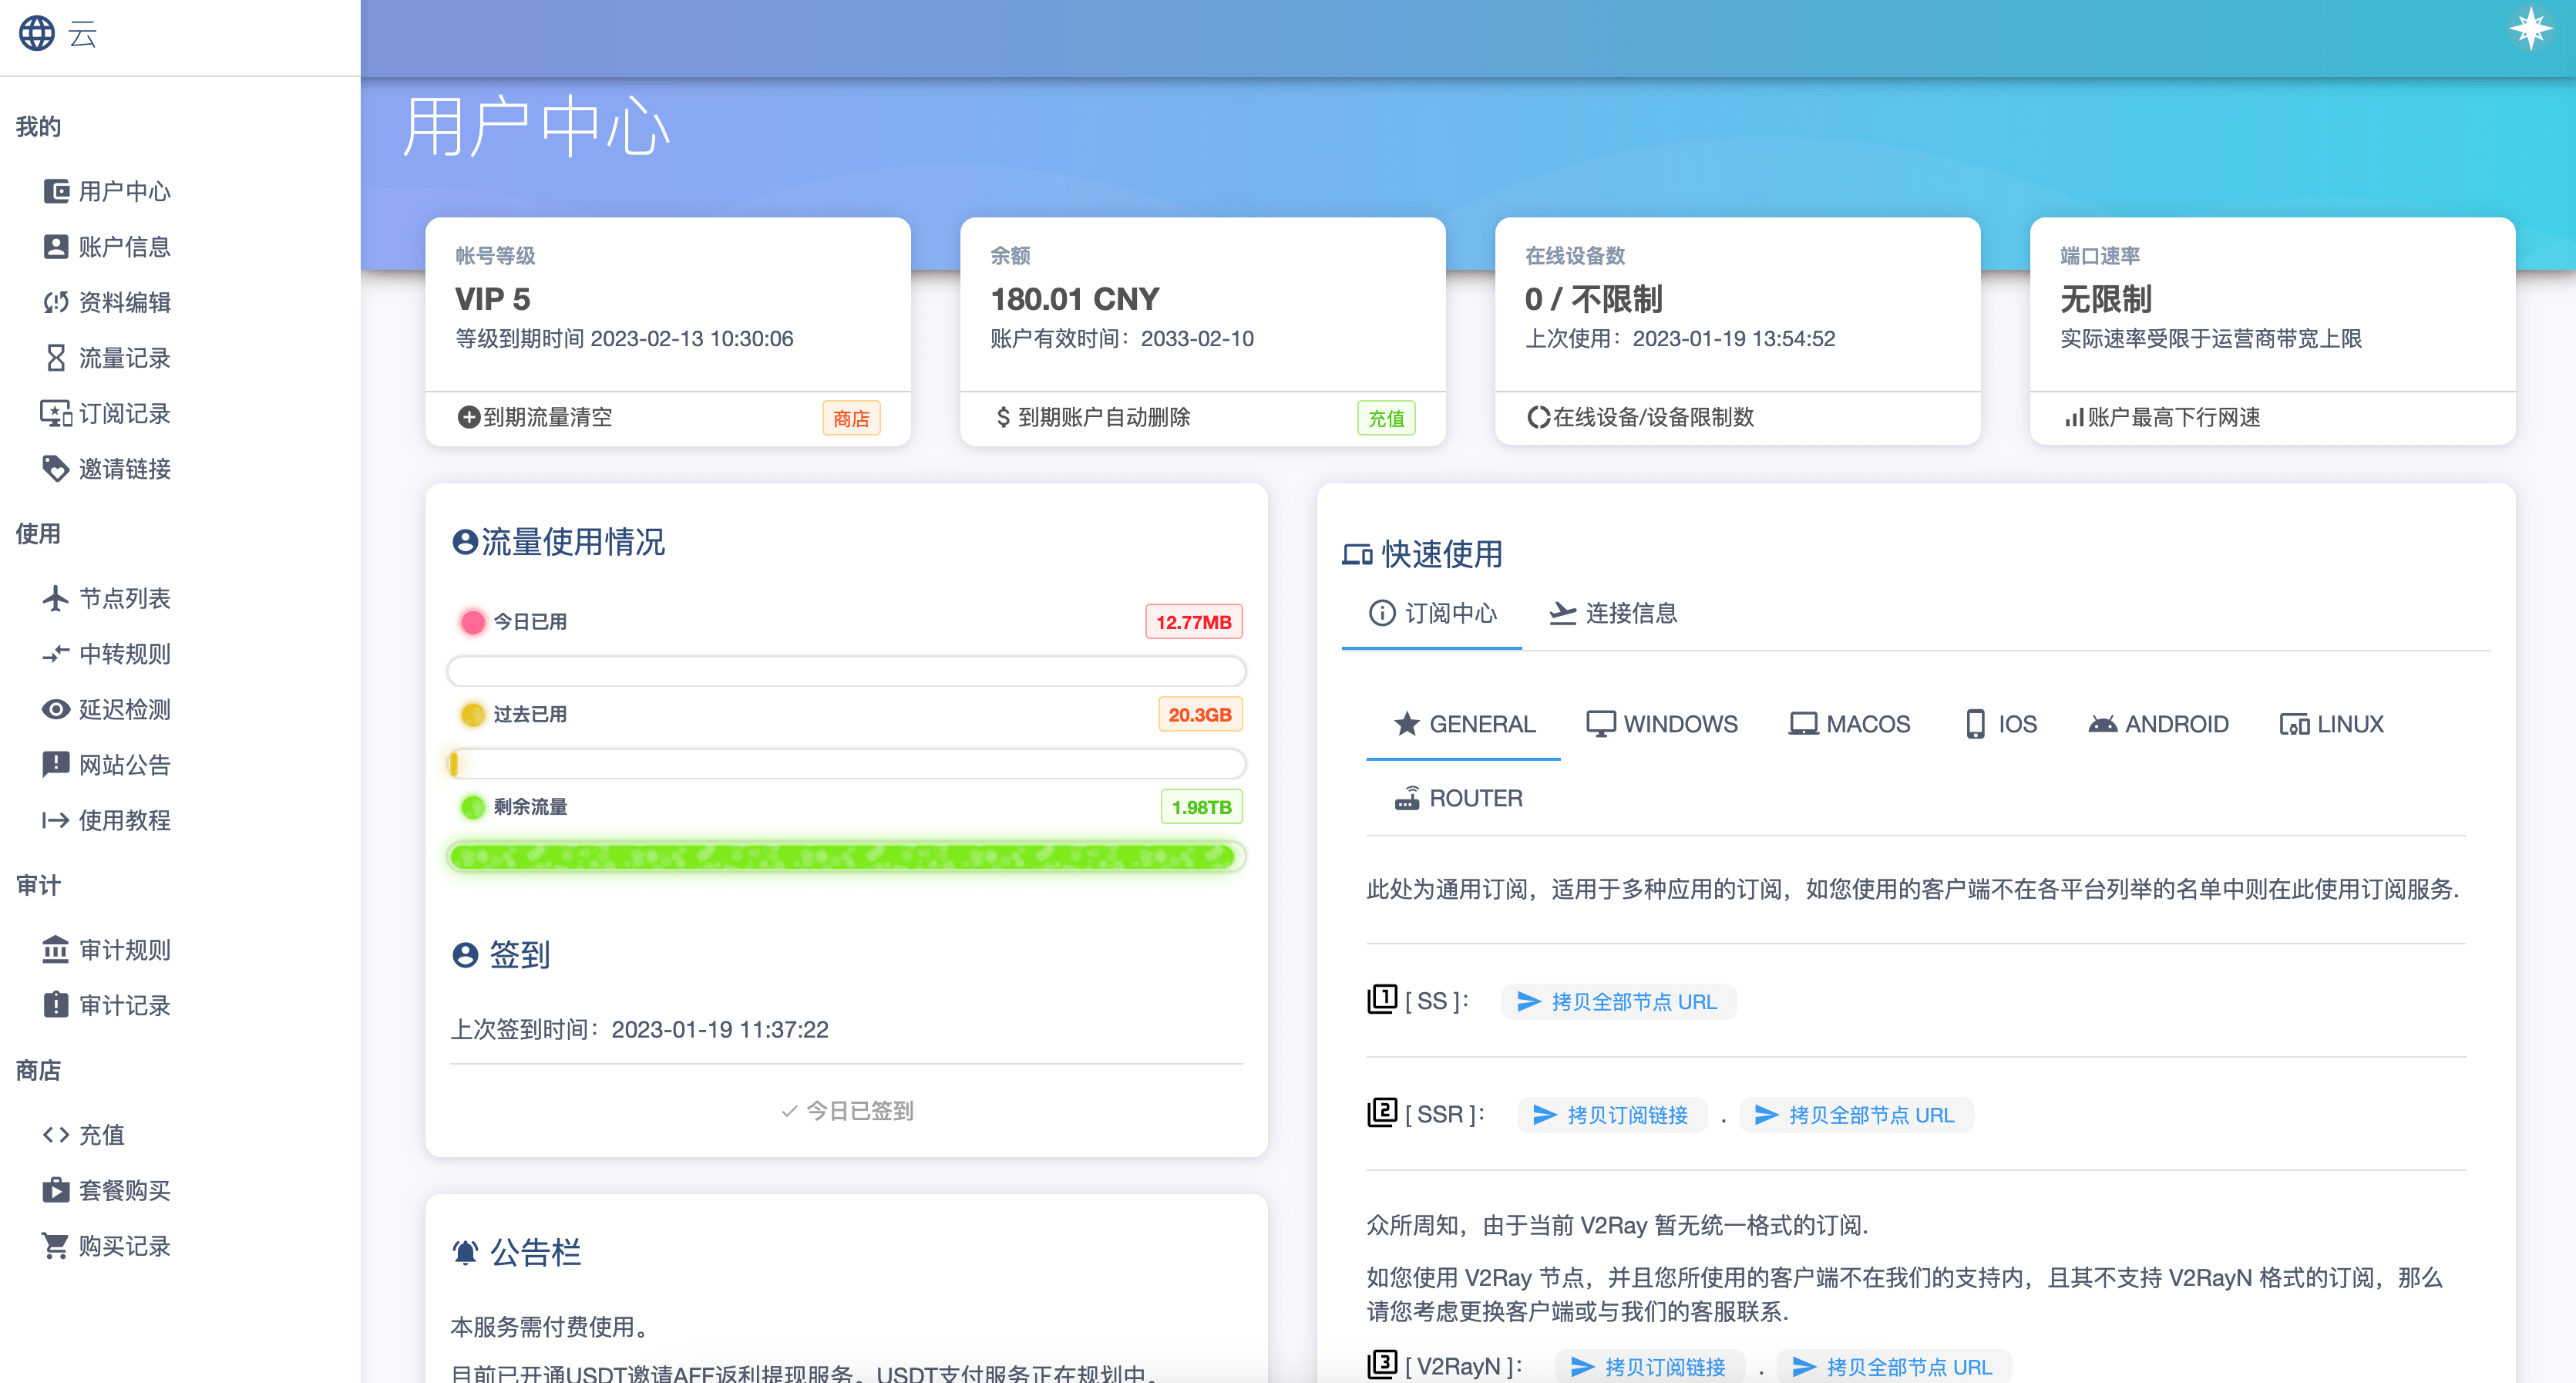 云
我的
用户中心
账户信息
资料编辑
流量记录
订阅记录
邀请链接
使用
节点列表
中转规则
延迟检测
网站公告
使用教程
审计
审计规则
审计记录
商店
充值
套餐购买
购买记录
用户中心
帐号等级
VIP 5
等级到期时间 2023-02-13 10:30:06
到期流量清空
商店
余额
180.01 CNY
账户有效时间：2033-02-10
$ 到期账户自动删除
充值
在线设备数
0 / 不限制
上次使用：2023-01-19 13:54:52
在线设备/设备限制数
端口速率
无限制
实际速率受限于运营商带宽上限
账户最高下行网速
流量使用情况
今日已用 12.77MB
过去已用 20.3GB
剩余流量 1.98TB
签到
上次签到时间：2023-01-19 11:37:22
今日已签到
公告栏
本服务需付费使用。
目前已开通USDT邀请AFF返利提现服务。USDT支付服务正在规划中。
快速使用
订阅中心 连接信息
GENERAL WINDOWS MACOS IOS ANDROID LINUX
ROUTER
此处为通用订阅，适用于多种应用的订阅，如您使用的客户端不在各平台列举的名单中则在此使用订阅服务.
1 [ SS ]： 拷贝全部节点 URL
2 [ SSR ]： 拷贝订阅链接 . 拷贝全部节点 URL
众所周知，由于当前 V2Ray 暂无统一格式的订阅.
如您使用 V2Ray 节点，并且您所使用的客户端不在我们的支持内，且其不支持 V2RayN 格式的订阅，那么
请您考虑更换客户端或与我们的客服联系.
3 [ V2RayN ]： 拷贝订阅链接 . 拷贝全部节点 URL